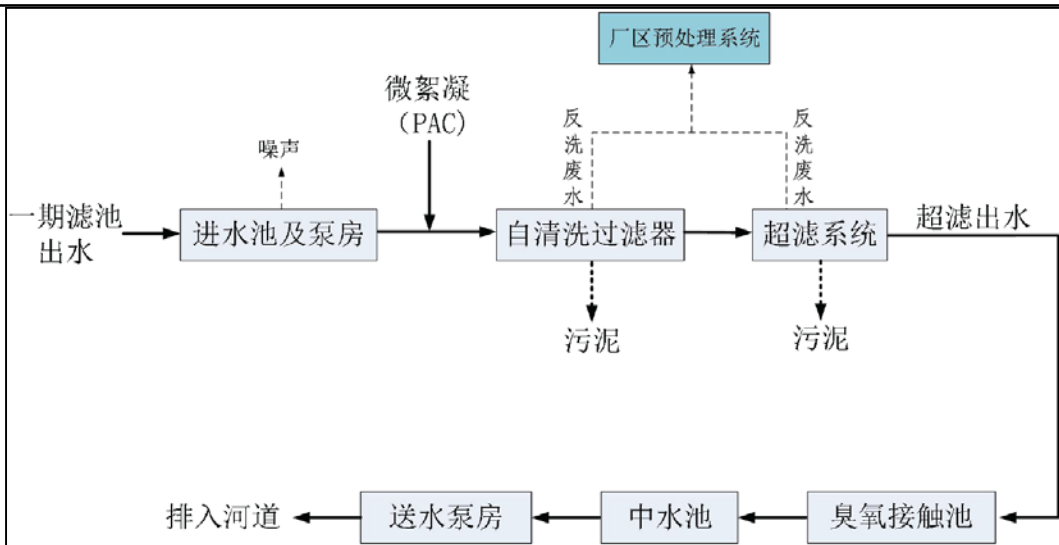 厂区预处理系统
微絮凝
（PAC）
反洗废水
反洗废水
噪声
一期滤池
出水
进水池及泵房
自清洗过滤器
超滤系统
超滤出水
污泥
污泥
排入河道
送水泵房
中水池
臭氧接触池